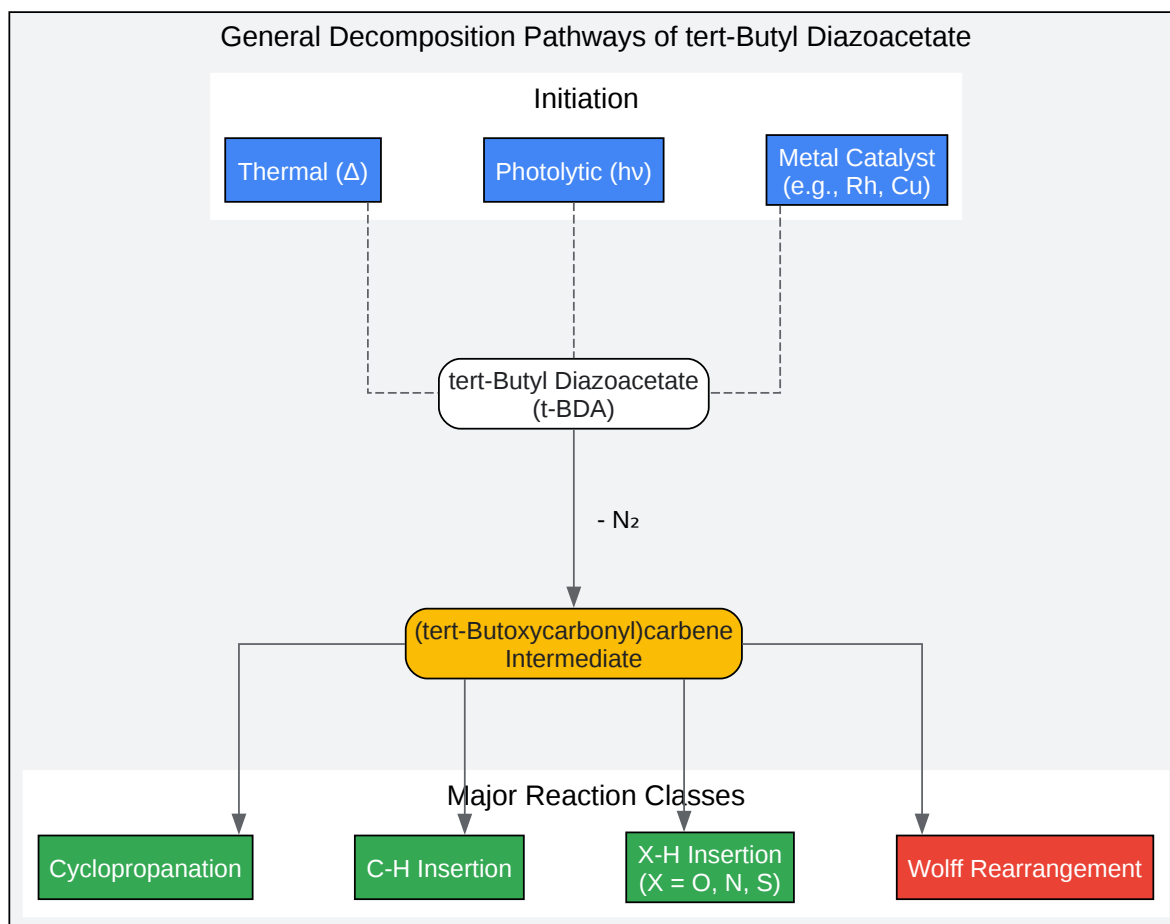 General Decomposition Pathways of tert-Butyl Diazoacetate
Initiation
Thermal (Δ)
Photolytic (hν)
Metal Catalyst
(e.g., Rh, Cu)
tert-Butyl Diazoacetate
(t-BDA)
- N₂
(tert-Butoxycarbonyl)carbene
Intermediate
Major Reaction Classes
Cyclopropanation
C-H Insertion
X-H Insertion
(X = O, N, S)
Wolff Rearrangement